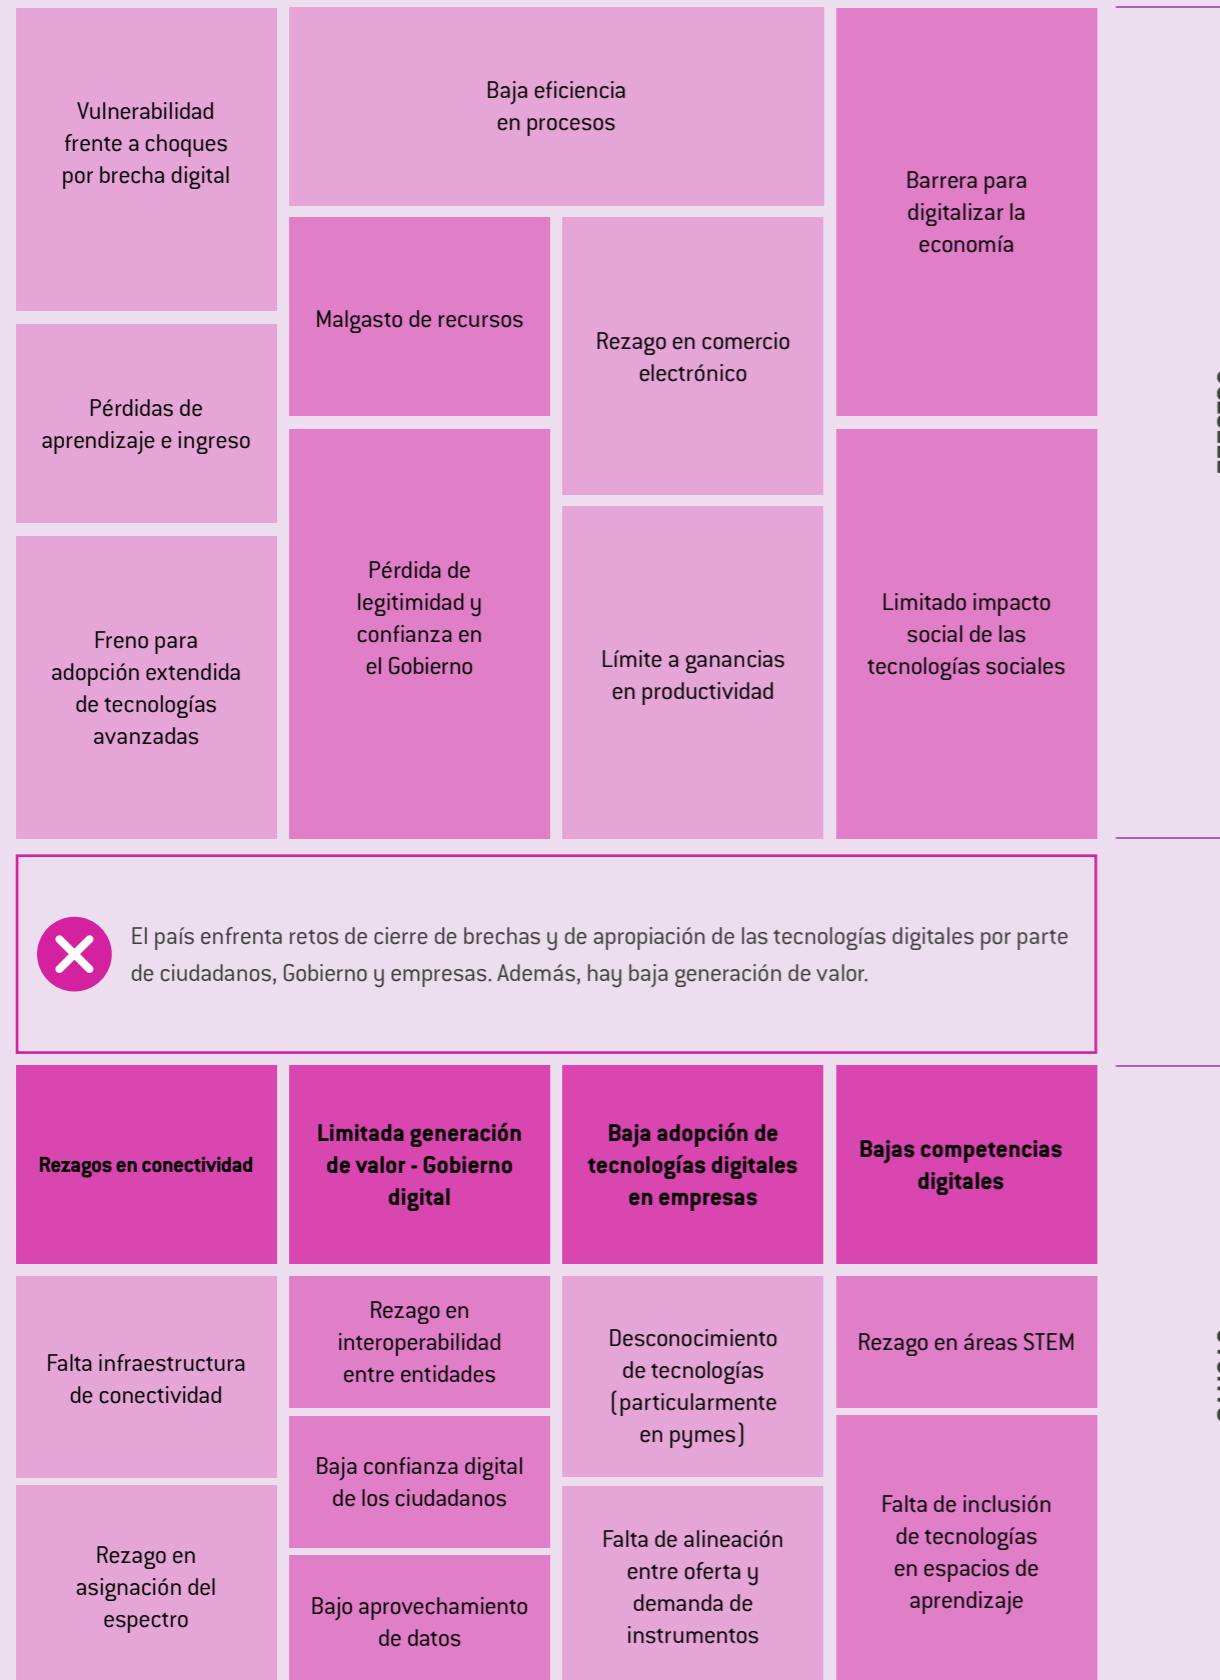 Vulnerabilidad
frente a choques
por brecha digital
Pérdidas de
aprendizaje e ingreso
Freno para
adopción extendida
de tecnologías
avanzadas
Baja eficiencia
en procesos
Malgasto de recursos
Pérdida de
legitimidad y
confianza en
el Gobierno
Rezago en comercio
electrónico
Límite a ganancias
en productividad
Barrera para
digitalizar la
economía
Limitado impacto
social de las
tecnologías sociales
El país enfrenta retos de cierre de brechas y de apropiación de las tecnologías digitales por parte
de ciudadanos, Gobierno y empresas. Además, hay baja generación de valor.
Rezagos en conectividad
Falta infraestructura
de conectividad
Rezago en
asignación del
espectro
Limitada generación
de valor - Gobierno
digital
Rezago en
interoperabilidad
entre entidades
Baja confianza digital
de los ciudadanos
Bajo aprovechamiento
de datos
Baja adopción de
tecnologías digitales
en empresas
Desconocimiento
de tecnologías
(particularmente
en pymes)
Falta de alineación
entre oferta y
demanda de
instrumentos
Bajas competencias
digitales
Rezago en áreas STEM
Falta de inclusión
de tecnologías
en espacios de
aprendizaje